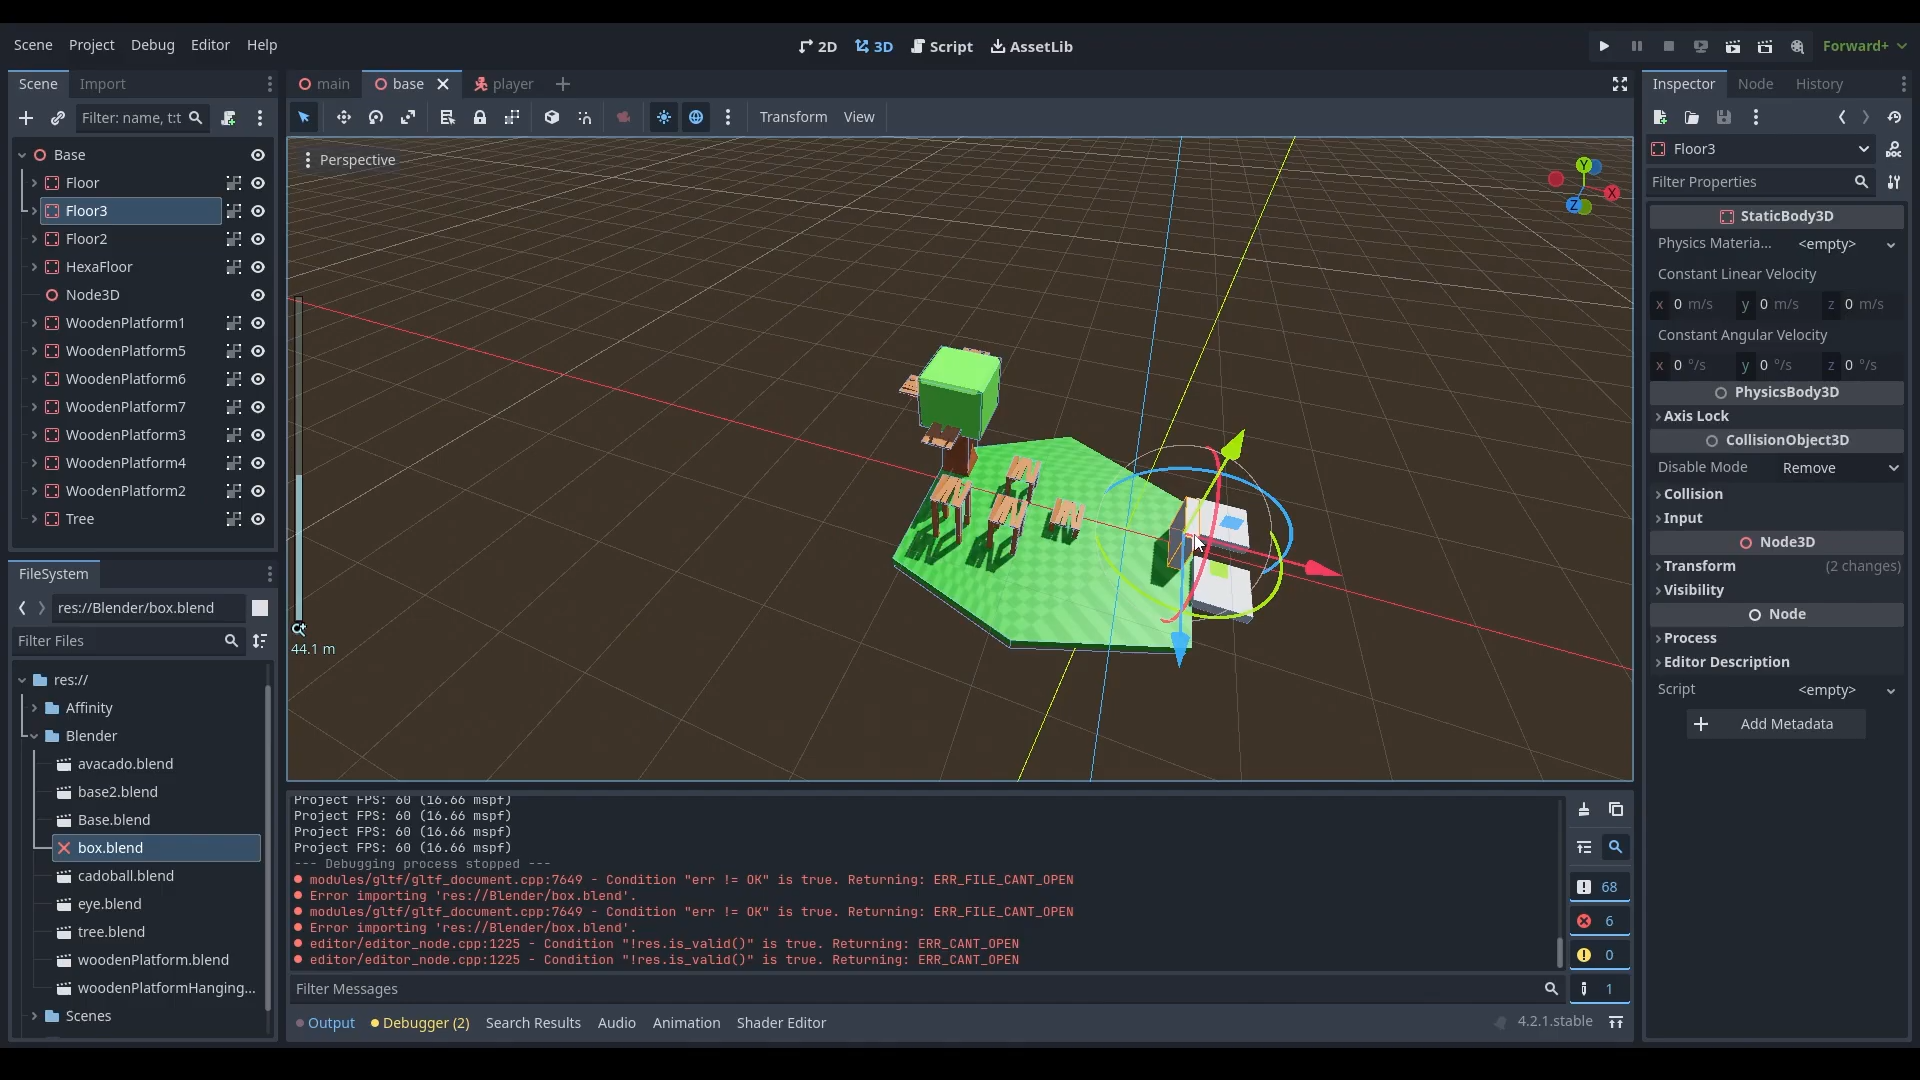 Scene Project Debug Editor Help
2D 3D Script AssetLib
Forward+
Scene Import
Filter: name, t:t
Base
Floor
Floor3
Floor2
HexaFloor
Node3D
WoodenPlatform1
WoodenPlatform5
WoodenPlatform6
WoodenPlatform7
WoodenPlatform3
WoodenPlatform4
WoodenPlatform2
Tree
FileSystem
res://Blender/box.blend
Filter Files
res://
Affinity
Blender
avacado.blend
base2.blend
Base.blend
box.blend
cadoball.blend
eye.blend
tree.blend
woodenPlatform.blend
woodenPlatformHanging...
Scenes
main base player
Transform View
Perspective
Y
X
Z
44.1 m
Project FPS: 60 (16.66 mspf)
Project FPS: 60 (16.66 mspf)
Project FPS: 60 (16.66 mspf)
Project FPS: 60 (16.66 mspf)
--- Debugging process stopped ---
modules/gltf/gltf_document.cpp:7649 - Condition "err != OK" is true. Returning: ERR_FILE_CANT_OPEN
Error importing 'res://Blender/box.blend'.
modules/gltf/gltf_document.cpp:7649 - Condition "err != OK" is true. Returning: ERR_FILE_CANT_OPEN
Error importing 'res://Blender/box.blend'.
editor/editor_node.cpp:1225 - Condition "!res.is_valid()" is true. Returning: ERR_CANT_OPEN
editor/editor_node.cpp:1225 - Condition "!res.is_valid()" is true. Returning: ERR_CANT_OPEN
68
6
0
1
Filter Messages
Output Debugger (2) Search Results Audio Animation Shader Editor
4.2.1.stable
Inspector Node History
Floor3
DOC
Filter Properties
StaticBody3D
Physics Materia... <empty>
Constant Linear Velocity
x 0 m/s y 0 m/s z 0 m/s
Constant Angular Velocity
x 0 °/s y 0 °/s z 0 °/s
PhysicsBody3D
Axis Lock
CollisionObject3D
Disable Mode Remove
Collision
Input
Node3D
Transform (2 changes)
Visibility
Node
Process
Editor Description
Script <empty>
Add Metadata